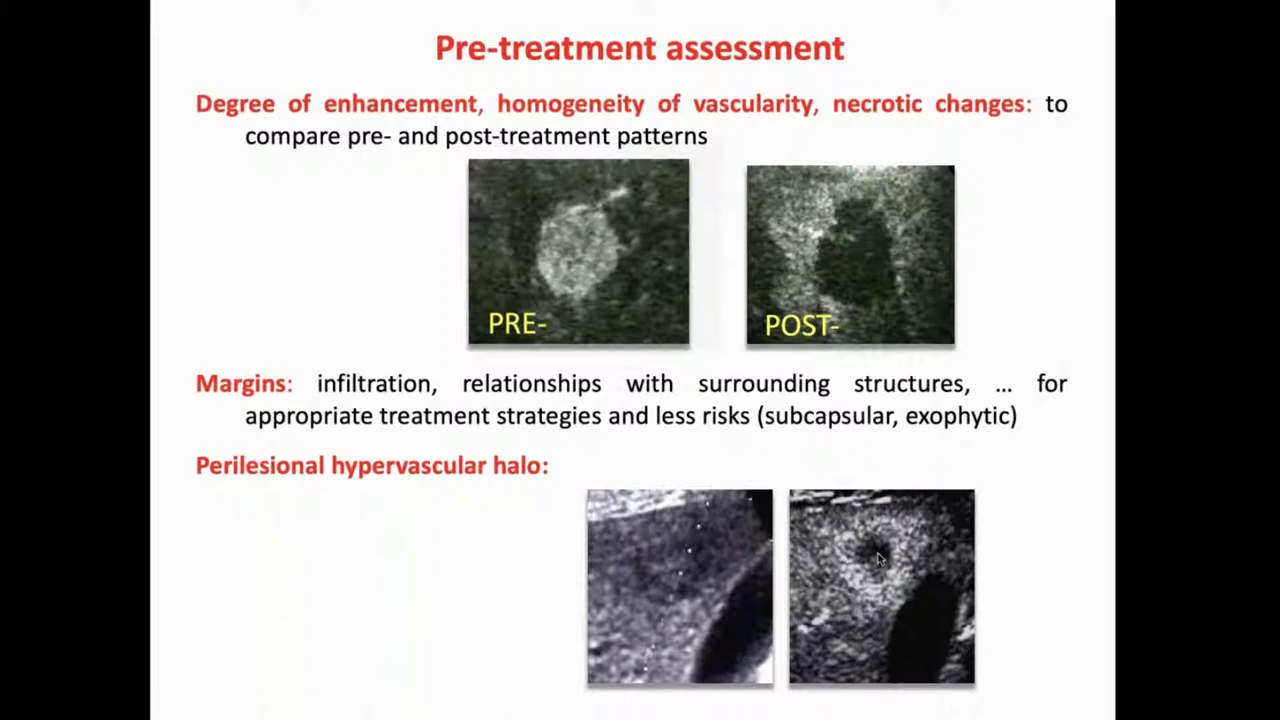 Pre-treatment assessment
Degree of enhancement, homogeneity of vascularity, necrotic changes: to
compare pre- and post-treatment patterns
PRE-
POST-
Margins: infiltration, relationships with surrounding structures, … for
appropriate treatment strategies and less risks (subcapsular, exophytic)
Perilesional hypervascular halo: